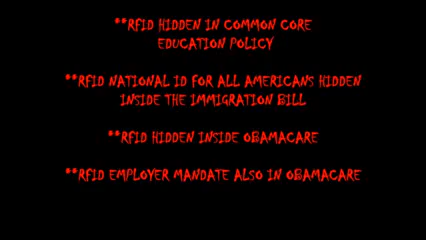 **RFID HIDDEN IN COMMON CORE
EDUCATION POLICY
**RFID NATIONAL ID FOR ALL AMERICANS HIDDEN
INSIDE THE IMMIGRATION BILL
**RFID HIDDEN INSIDE OBAMACARE
**RFID EMPLOYER MANDATE ALSO IN OBAMACARE